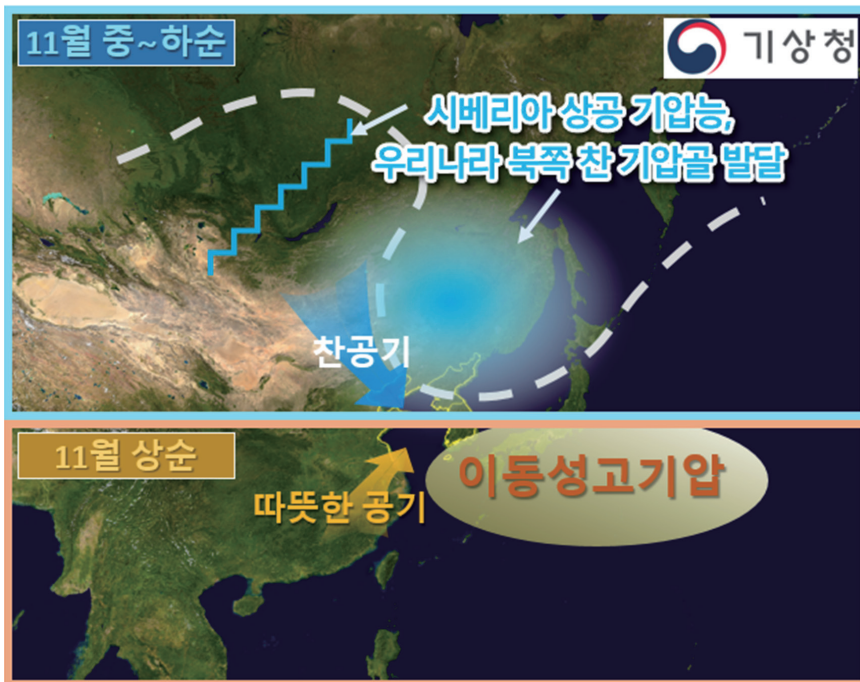 11월 중~하순
기상청
시베리아 상공 기압능,
우리나라 북쪽 찬 기압골 발달
찬공기
11월 상순
이동성고기압
따뜻한 공기